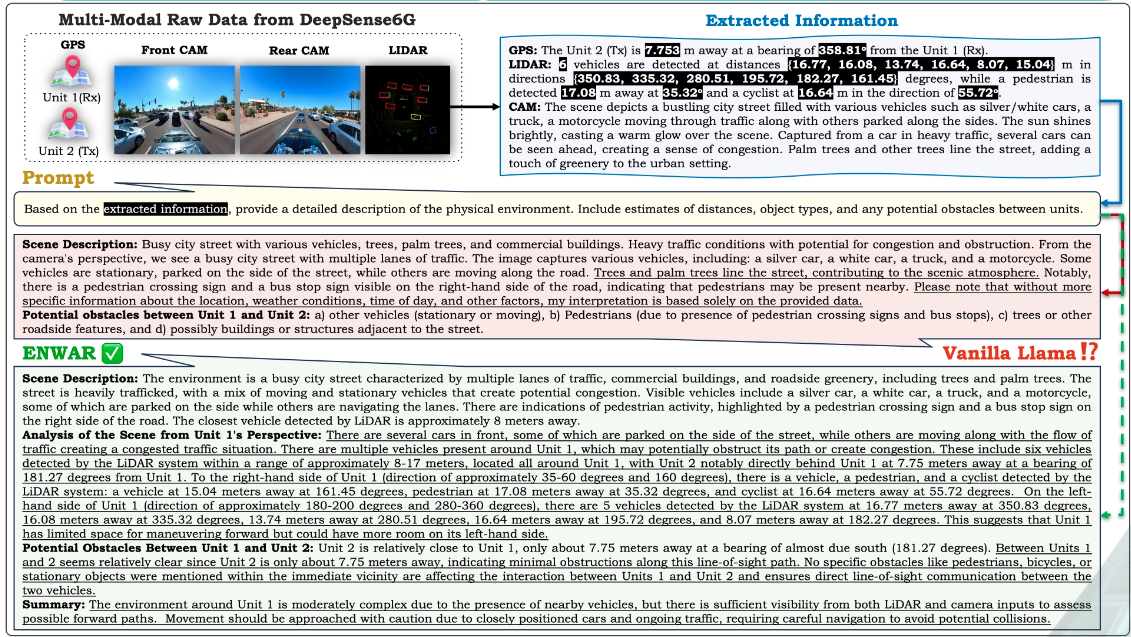 Multi-Modal Raw Data from DeepSense6G
GPS
Unit 1(Rx)
Unit 2 (Tx)
Front CAM
Rear CAM
LIDAR
Extracted Information
GPS: The Unit 2 (Tx) is 7.753 m away at a bearing of 358.81° from the Unit 1 (Rx).
LIDAR: 6 vehicles are detected at distances {16.77, 16.08, 13.74, 16.64, 8.07, 15.04} m in
directions {350.83, 335.32, 280.51, 195.72, 182.27, 161.45} degrees, while a pedestrian is
detected 17.08 m away at 35.32° and a cyclist at 16.64 m in the direction of 55.72°.
CAM: The scene depicts a bustling city street filled with various vehicles such as silver/white cars, a
truck, a motorcycle moving through traffic along with others parked along the sides. The sun shines
brightly, casting a warm glow over the scene. Captured from a car in heavy traffic, several cars can
be seen ahead, creating a sense of congestion. Palm trees and other trees line the street, adding a
touch of greenery to the urban setting.
Prompt
Based on the extracted information, provide a detailed description of the physical environment. Include estimates of distances, object types, and any potential obstacles between units.
Scene Description: Busy city street with various vehicles, trees, palm trees, and commercial buildings. Heavy traffic conditions with potential for congestion and obstruction. From the
camera's perspective, we see a busy city street with multiple lanes of traffic. The image captures various vehicles, including: a silver car, a white car, a truck, and a motorcycle. Some
vehicles are stationary, parked on the side of the street, while others are moving along the road. Trees and palm trees line the street, contributing to the scenic atmosphere. Notably,
there is a pedestrian crossing sign and a bus stop sign visible on the right-hand side of the road, indicating that pedestrians may be present nearby. Please note that without more
specific information about the location, weather conditions, time of day, and other factors, my interpretation is based solely on the provided data.
Potential obstacles between Unit 1 and Unit 2: a) other vehicles (stationary or moving), b) Pedestrians (due to presence of pedestrian crossing signs and bus stops), c) trees or other
roadside features, and d) possibly buildings or structures adjacent to the street.
Vanilla Llama⁉
ENWAR ✅
Scene Description: The environment is a busy city street characterized by multiple lanes of traffic, commercial buildings, and roadside greenery, including trees and palm trees. The
street is heavily trafficked, with a mix of moving and stationary vehicles that create potential congestion. Visible vehicles include a silver car, a white car, a truck, and a motorcycle,
some of which are parked on the side while others are navigating the lanes. There are indications of pedestrian activity, highlighted by a pedestrian crossing sign and a bus stop sign on
the right side of the road. The closest vehicle detected by LiDAR is approximately 8 meters away.
Analysis of the Scene from Unit 1's Perspective: There are several cars in front, some of which are parked on the side of the street, while others are moving along with the flow of
traffic creating a congested traffic situation. There are multiple vehicles present around Unit 1, which may potentially obstruct its path or create congestion. These include six vehicles
detected by the LiDAR system within a range of approximately 8-17 meters, located all around Unit 1, with Unit 2 notably directly behind Unit 1 at 7.75 meters away at a bearing of
181.27 degrees from Unit 1. To the right-hand side of Unit 1 (direction of approximately 35-60 degrees and 160 degrees), there is a vehicle, a pedestrian, and a cyclist detected by the
LiDAR system: a vehicle at 15.04 meters away at 161.45 degrees, pedestrian at 17.08 meters away at 35.32 degrees, and cyclist at 16.64 meters away at 55.72 degrees. On the left-
hand side of Unit 1 (direction of approximately 180-200 degrees and 280-360 degrees), there are 5 vehicles detected by the LiDAR system at 16.77 meters away at 350.83 degrees,
16.08 meters away at 335.32 degrees, 13.74 meters away at 280.51 degrees, 16.64 meters away at 195.72 degrees, and 8.07 meters away at 182.27 degrees. This suggests that Unit 1
has limited space for maneuvering forward but could have more room on its left-hand side.
Potential Obstacles Between Unit 1 and Unit 2: Unit 2 is relatively close to Unit 1, only about 7.75 meters away at a bearing of almost due south (181.27 degrees). Between Units 1
and 2 seems relatively clear since Unit 2 is only about 7.75 meters away, indicating minimal obstructions along this line-of-sight path. No specific obstacles like pedestrians, bicycles, or
stationary objects were mentioned within the immediate vicinity are affecting the interaction between Units 1 and Unit 2 and ensures direct line-of-sight communication between the
two vehicles.
Summary: The environment around Unit 1 is moderately complex due to the presence of nearby vehicles, but there is sufficient visibility from both LiDAR and camera inputs to assess
possible forward paths. Movement should be approached with caution due to closely positioned cars and ongoing traffic, requiring careful navigation to avoid potential collisions.